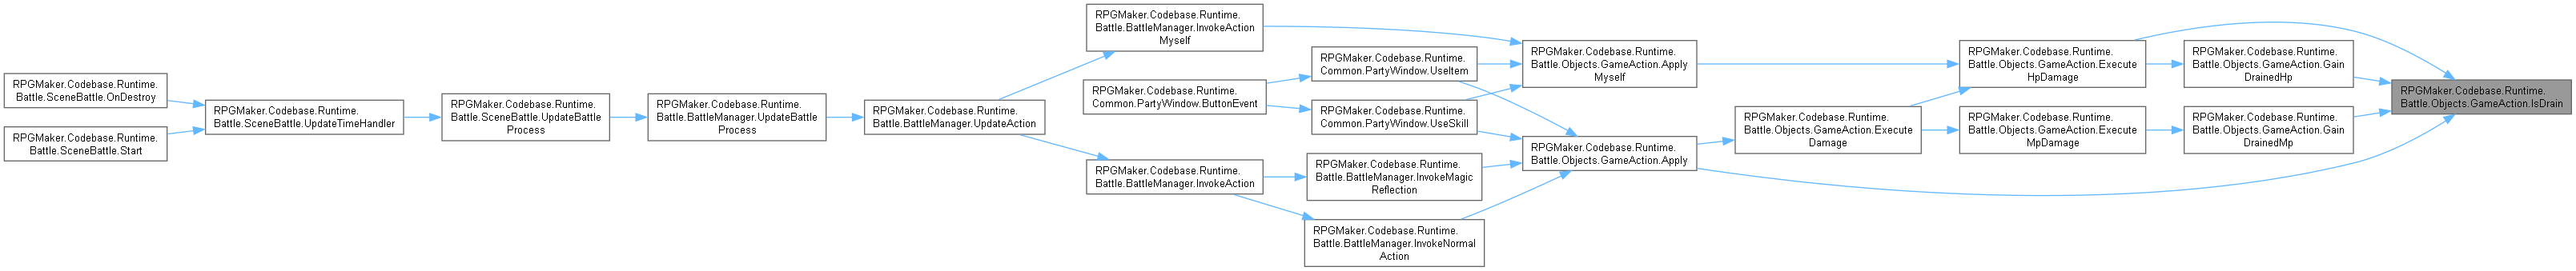 RPGMaker.Codebase.Runtime.
Battle.SceneBattle.OnDestroy
RPGMaker.Codebase.Runtime.
Battle.SceneBattle.Start
RPGMaker.Codebase.Runtime.
Battle.SceneBattle.UpdateTimeHandler
RPGMaker.Codebase.Runtime.
Battle.SceneBattle.UpdateBattle
Process
RPGMaker.Codebase.Runtime.
Battle.BattleManager.UpdateBattle
Process
RPGMaker.Codebase.Runtime.
Battle.BattleManager.UpdateAction
RPGMaker.Codebase.Runtime.
Battle.BattleManager.InvokeAction
Myself
RPGMaker.Codebase.Runtime.
Common.PartyWindow.ButtonEvent
RPGMaker.Codebase.Runtime.
Battle.BattleManager.InvokeAction
RPGMaker.Codebase.Runtime.
Common.PartyWindow.UseItem
RPGMaker.Codebase.Runtime.
Common.PartyWindow.UseSkill
RPGMaker.Codebase.Runtime.
Battle.BattleManager.InvokeMagic
Reflection
RPGMaker.Codebase.Runtime.
Battle.BattleManager.InvokeNormal
Action
RPGMaker.Codebase.Runtime.
Battle.Objects.GameAction.Apply
Myself
RPGMaker.Codebase.Runtime.
Battle.Objects.GameAction.Apply
RPGMaker.Codebase.Runtime.
Battle.Objects.GameAction.Execute
Damage
RPGMaker.Codebase.Runtime.
Battle.Objects.GameAction.Execute
HpDamage
RPGMaker.Codebase.Runtime.
Battle.Objects.GameAction.Execute
MpDamage
RPGMaker.Codebase.Runtime.
Battle.Objects.GameAction.Gain
DrainedHp
RPGMaker.Codebase.Runtime.
Battle.Objects.GameAction.Gain
DrainedMp
RPGMaker.Codebase.Runtime.
Battle.Objects.GameAction.IsDrain